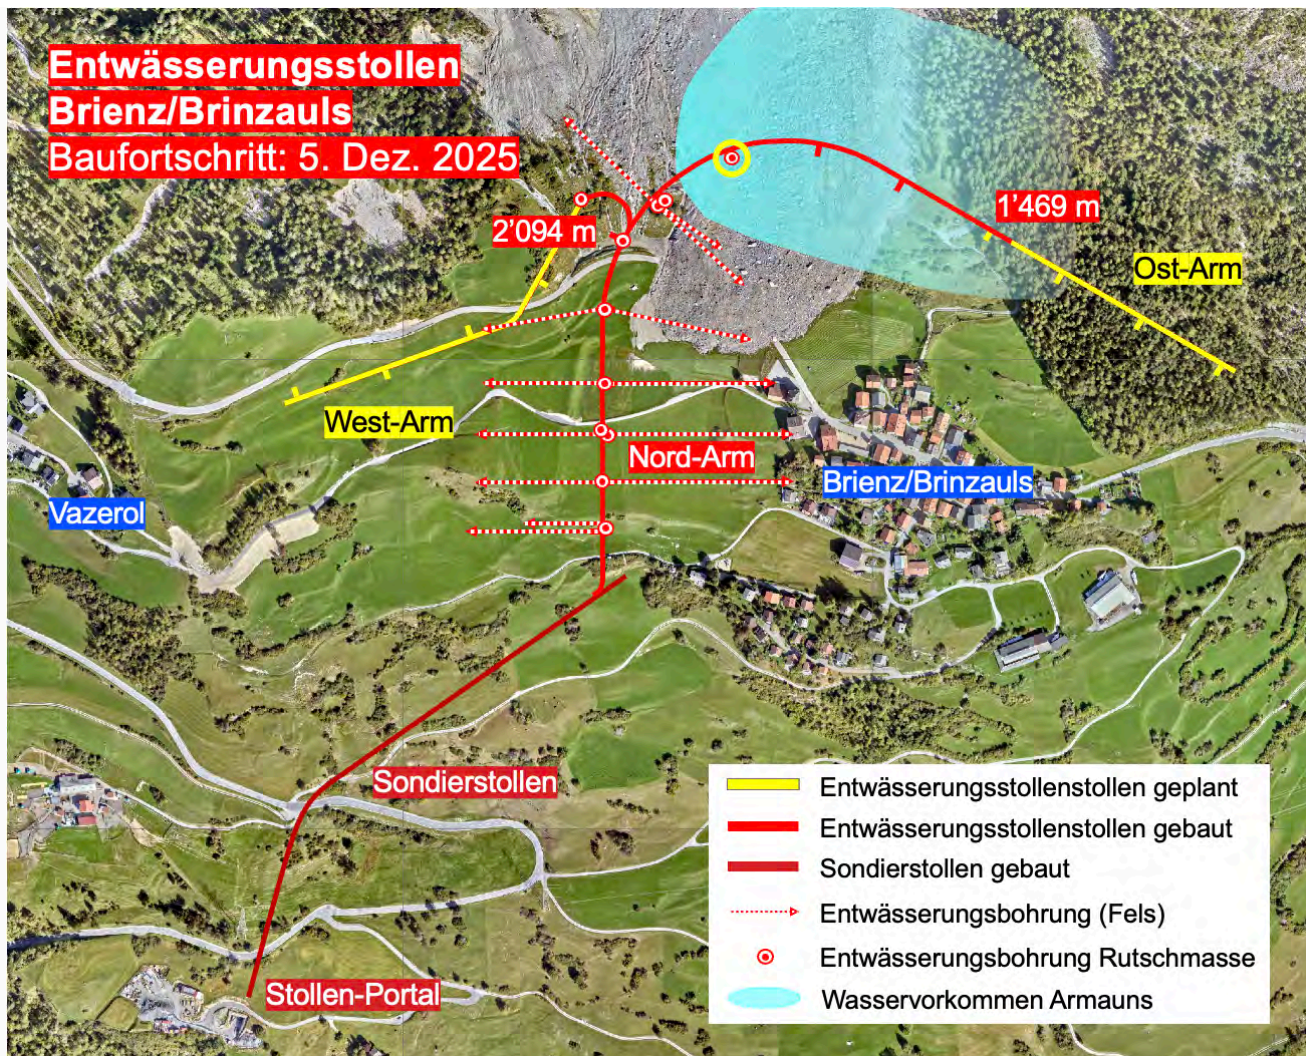 Entwässerungsstollen
Brienz/Brinzauls
Baufortschritt: 5. Dez. 2025
2’094 m
1’469 m
Ost-Arm
West-Arm
Nord-Arm
Brienz/Brinzauls
Vazerol
Sondierstollen
Stollen-Portal
Entwässerungsstollenstollen geplant
Entwässerungsstollenstollen gebaut
Sondierstollen gebaut
Entwässerungsbohrung (Fels)
Entwässerungsbohrung Rutschmasse
Wasservorkommen Armauns